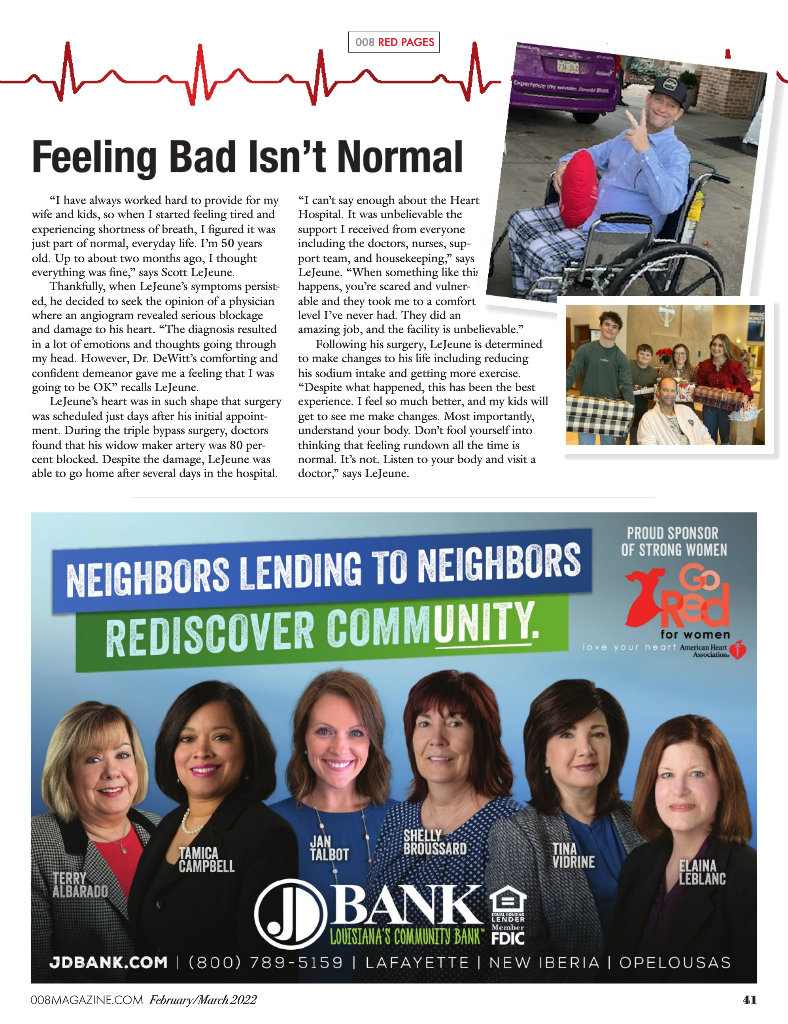 008 RED PAGES
Feeling Bad Isn’t Normal
“I have always worked hard to provide for my
wife and kids, so when I started feeling tired and
experiencing shortness of breath, I figured it was
just part of normal, everyday life. I’m 50 years
old. Up to about two months ago, I thought
everything was fine,” says Scott LeJeune.
Thankfully, when LeJeune’s symptoms persist-
ed, he decided to seek the opinion of a physician
where an angiogram revealed serious blockage
and damage to his heart. “The diagnosis resulted
in a lot of emotions and thoughts going through
my head. However, Dr. DeWitt’s comforting and
confident demeanor gave me a feeling that I was
going to be OK” recalls LeJeune.
LeJeune’s heart was in such shape that surgery
was scheduled just days after his initial appoint-
ment. During the triple bypass surgery, doctors
found that his widow maker artery was 80 per-
cent blocked. Despite the damage, LeJeune was
able to go home after several days in the hospital.
“I can’t say enough about the Heart
Hospital. It was unbelievable the
support I received from everyone
including the doctors, nurses, sup-
port team, and housekeeping,” says
LeJeune. “When something like this
happens, you’re scared and vulner-
able and they took me to a comfort
level I’ve never had. They did an
amazing job, and the facility is unbelievable.”
Following his surgery, LeJeune is determined
to make changes to his life including reducing
his sodium intake and getting more exercise.
“Despite what happened, this has been the best
experience. I feel so much better, and my kids will
get to see me make changes. Most importantly,
understand your body. Don’t fool yourself into
thinking that feeling rundown all the time is
normal. It’s not. Listen to your body and visit a
doctor,” says LeJeune.
Experience the wonder
NEIGHBORS LENDING TO NEIGHBORS
REDISCOVER COMMUNITY.
PROUD SPONSOR
OF STRONG WOMEN
Go
Red
for women
love your heart American Heart
Association®
TERRY
ALBARADO
TAMICA
CAMPBELL
JAN
TALBOT
SHELLY
BROUSSARD
TINA
VIDRINE
ELAINA
LEBLANC
JD BANK
LOUISIANA’S COMMUNITY BANK™
EQUAL HOUSING
LENDER
Member
FDIC
JDBANK.COM | (800) 789-5159 | LAFAYETTE | NEW IBERIA | OPELOUSAS
008MAGAZINE.COM February/March 2022
41